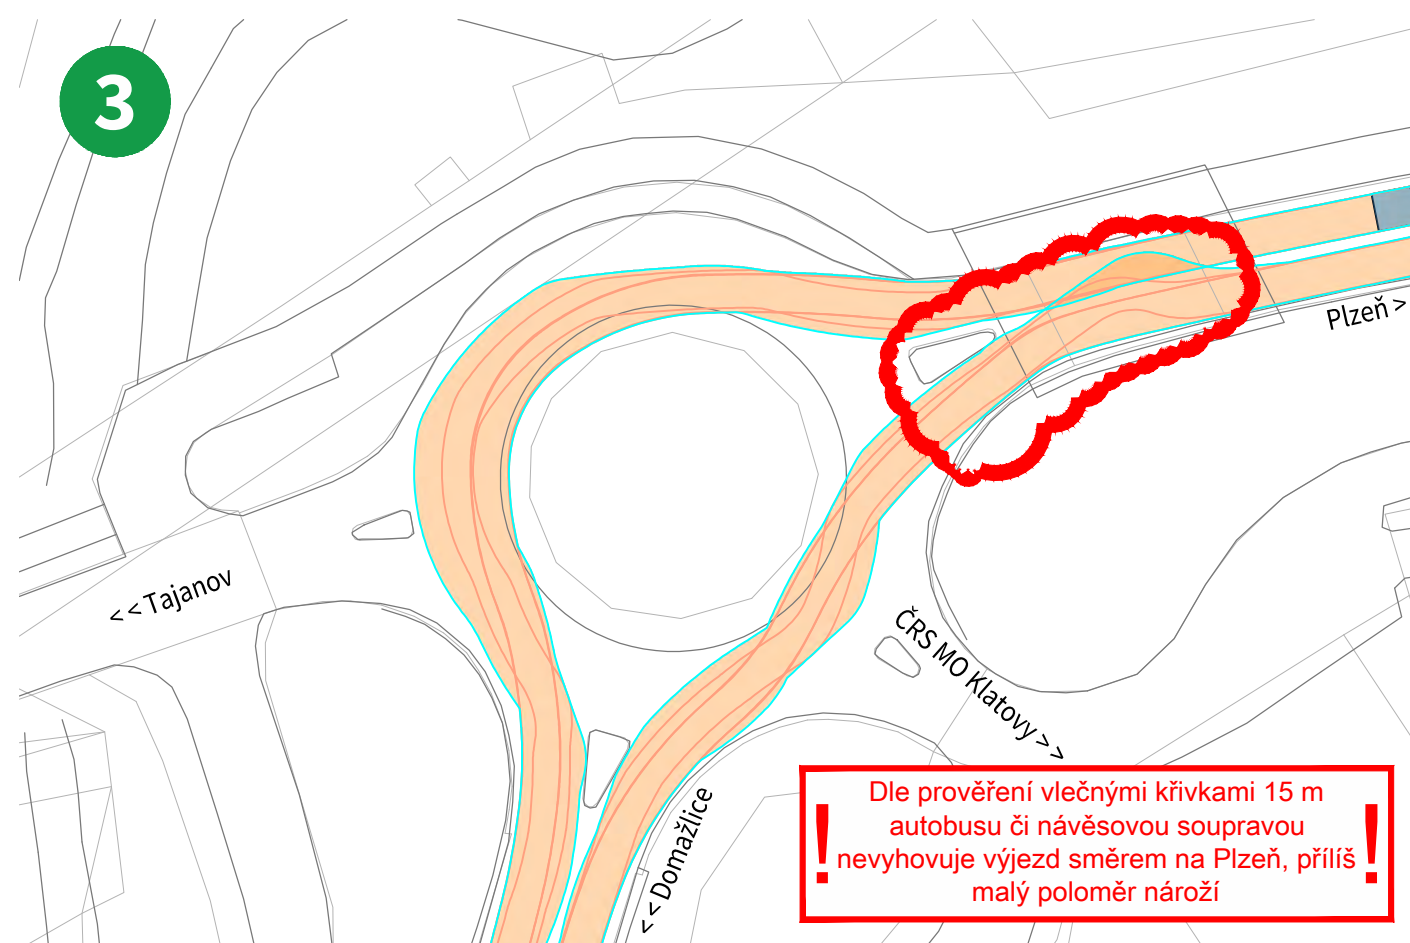 3
Plzeň >
<< Tajanov
ČRS MO Klatovy >>
<< Domažlice
Dle prověření vlečnými křivkami 15 m
autobusu či návěsovou soupravou
! nevyhovuje výjezd směrem na Plzeň, příliš !
malý poloměr nároží